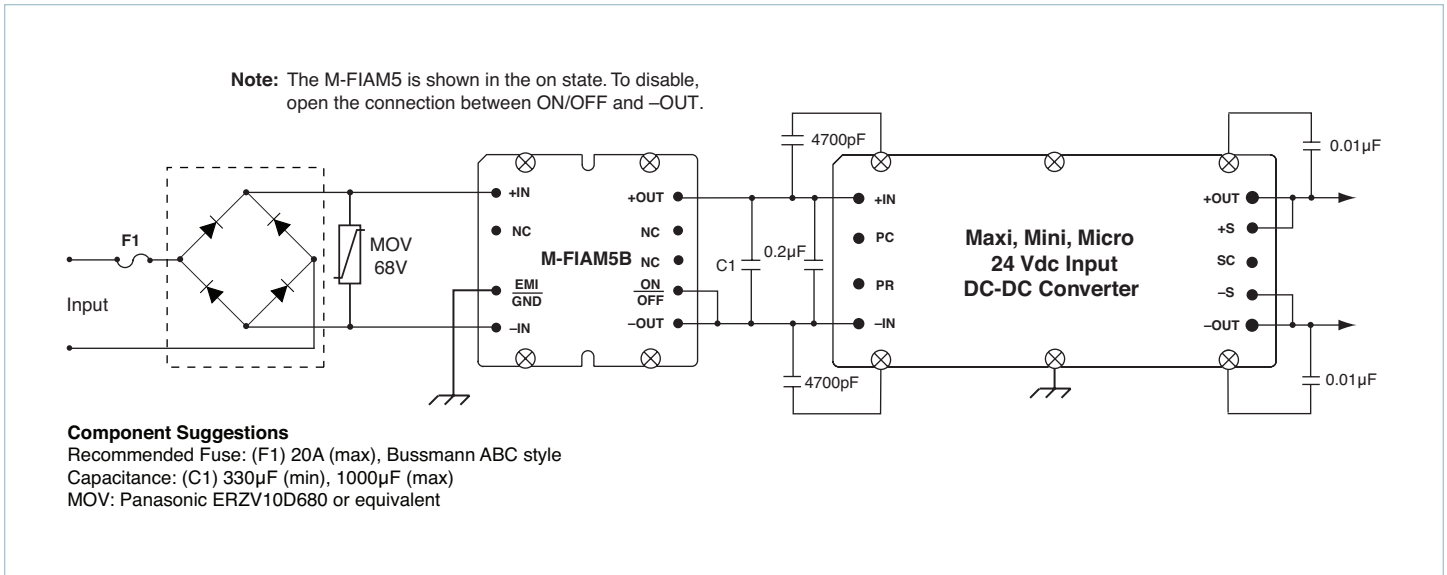 Note: The M-FIAM5 is shown in the on state. To disable,
open the connection between ON/OFF and –OUT.
F1
Input
MOV
68V
+IN
NC
EMI
GND
–IN
M-FIAM5B
+OUT
NC
NC
ON
OFF
–OUT
C1
0.2µF
4700pF
4700pF
+IN
PC
PR
–IN
Maxi, Mini, Micro
24 Vdc Input
DC-DC Converter
+OUT
+S
SC
–S
–OUT
0.01µF
0.01µF
Component Suggestions
Recommended Fuse: (F1) 20A (max), Bussmann ABC style
Capacitance: (C1) 330µF (min), 1000µF (max)
MOV: Panasonic ERZV10D680 or equivalent